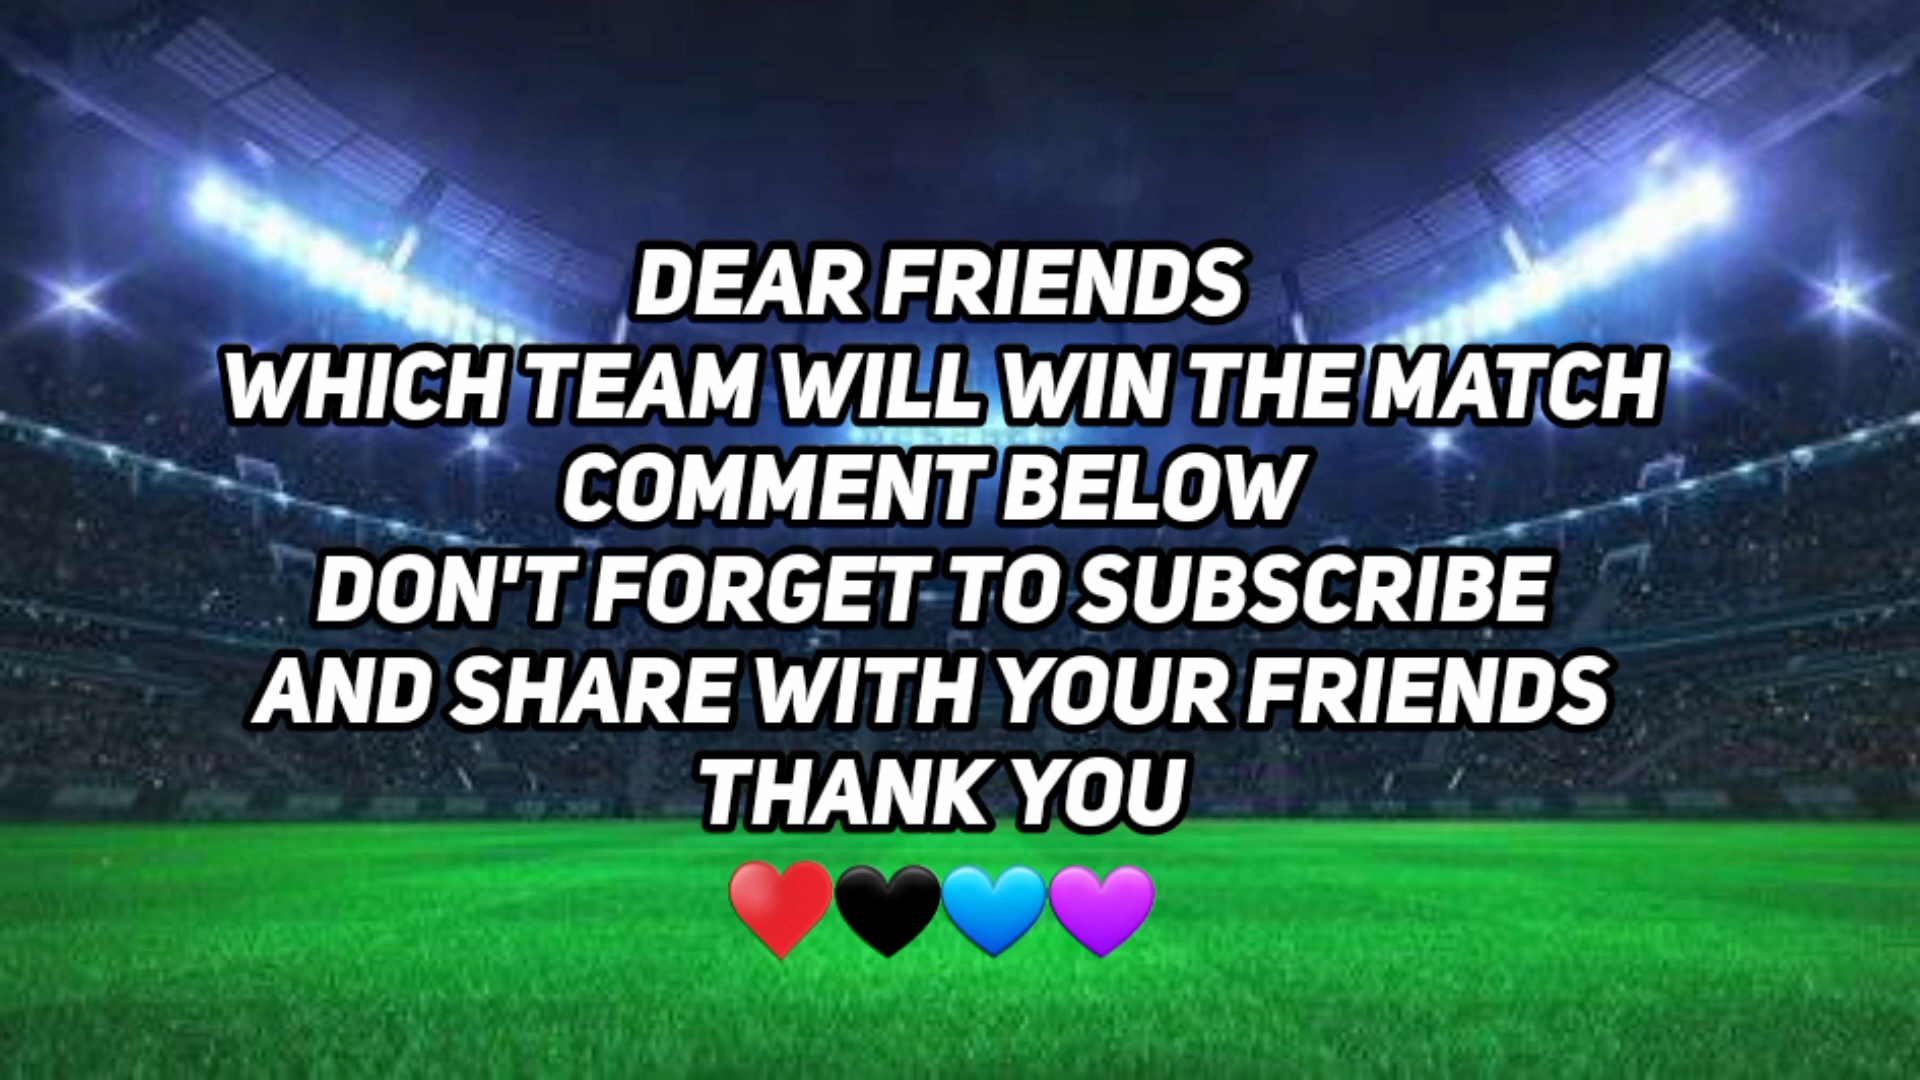 DEAR FRIENDS
WHICH TEAM WILL WIN THE MATCH
COMMENT BELOW
DON'T FORGET TO SUBSCRIBE
AND SHARE WITH YOUR FRIENDS
THANK YOU
❤️🖤💙💜